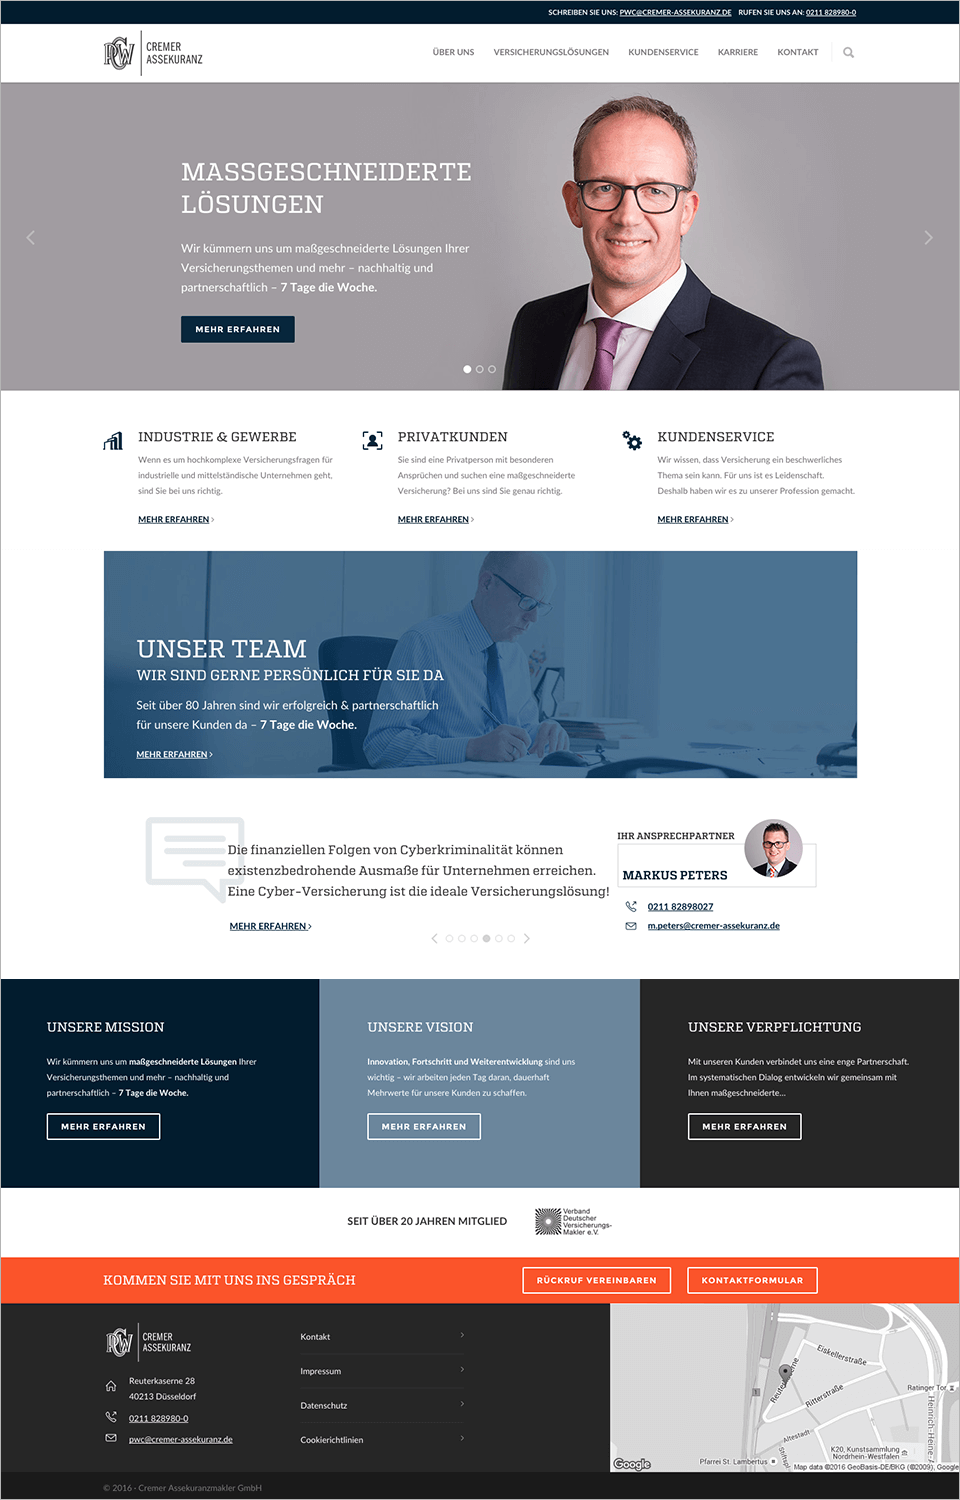 SCHREIBEN SIE UNS: PWC@CREMER-ASSEKURANZ.DE RUFEN SIE UNS AN: 0211 828980-0
PCW
CREMER
ASSEKURANZ
ÜBER UNS VERSICHERUNGSLÖSUNGEN KUNDENSERVICE KARRIERE KONTAKT
MASSGESCHNEIDERTE
LÖSUNGEN
Wir kümmern uns um maßgeschneiderte Lösungen Ihrer
Versicherungsthemen und mehr – nachhaltig und
partnerschaftlich – 7 Tage die Woche.
MEHR ERFAHREN
INDUSTRIE & GEWERBE
Wenn es um hochkomplexe Versicherungsfragen für
industrielle und mittelständische Unternehmen geht,
sind Sie bei uns richtig.
MEHR ERFAHREN
PRIVATKUNDEN
Sie sind eine Privatperson mit besonderen
Ansprüchen und suchen eine maßgeschneiderte
Versicherung? Bei uns sind Sie genau richtig.
MEHR ERFAHREN
KUNDENSERVICE
Wir wissen, dass Versicherung ein beschwerliches
Thema sein kann. Für uns ist es Leidenschaft.
Deshalb haben wir es zu unserer Profession gemacht.
MEHR ERFAHREN
UNSER TEAM
WIR SIND GERNE PERSÖNLICH FÜR SIE DA
Seit über 80 Jahren sind wir erfolgreich & partnerschaftlich
für unsere Kunden da – 7 Tage die Woche.
MEHR ERFAHREN
Die finanziellen Folgen von Cyberkriminalität können
existenzbedrohende Ausmaße für Unternehmen erreichen.
Eine Cyber-Versicherung ist die ideale Versicherungslösung!
MEHR ERFAHREN
IHR ANSPRECHPARTNER
MARKUS PETERS
0211 82898027
m.peters@cremer-assekuranz.de
UNSERE MISSION
Wir kümmern uns um maßgeschneiderte Lösungen Ihrer
Versicherungsthemen und mehr – nachhaltig und
partnerschaftlich – 7 Tage die Woche.
MEHR ERFAHREN
UNSERE VISION
Innovation, Fortschritt und Weiterentwicklung sind uns
wichtig – wir arbeiten jeden Tag daran, dauerhaft
Mehrwerte für unsere Kunden zu schaffen.
MEHR ERFAHREN
UNSERE VERPFLICHTUNG
Mit unseren Kunden verbindet uns eine enge Partnerschaft.
Im systematischen Dialog entwickeln wir gemeinsam mit
Ihnen maßgeschneiderte...
MEHR ERFAHREN
SEIT ÜBER 20 JAHREN MITGLIED
Verband
Deutscher
Versicherungs-
Makler e.V.
KOMMEN SIE MIT UNS INS GESPRÄCH
RÜCKRUF VEREINBAREN
KONTAKTFORMULAR
PCW
CREMER
ASSEKURANZ
Reuterkaserne 28
40213 Düsseldorf
0211 828980-0
pwc@cremer-assekuranz.de
Kontakt
Impressum
Datenschutz
Cookierichtlinien
Eiskellerstraße
Reuterkaserne
Ritterstraße
Ratinger Tor
Heinrich-Heine-A
Altestadt
Stiftspl
K20, Kunstsammlung
Nordrhein-Westfalen
Pfarrei St. Lambertus
Google
Map data ©2016 GeoBasis-DE/BKG (©2009), Google
© 2016 - Cremer Assekuranzmakler GmbH